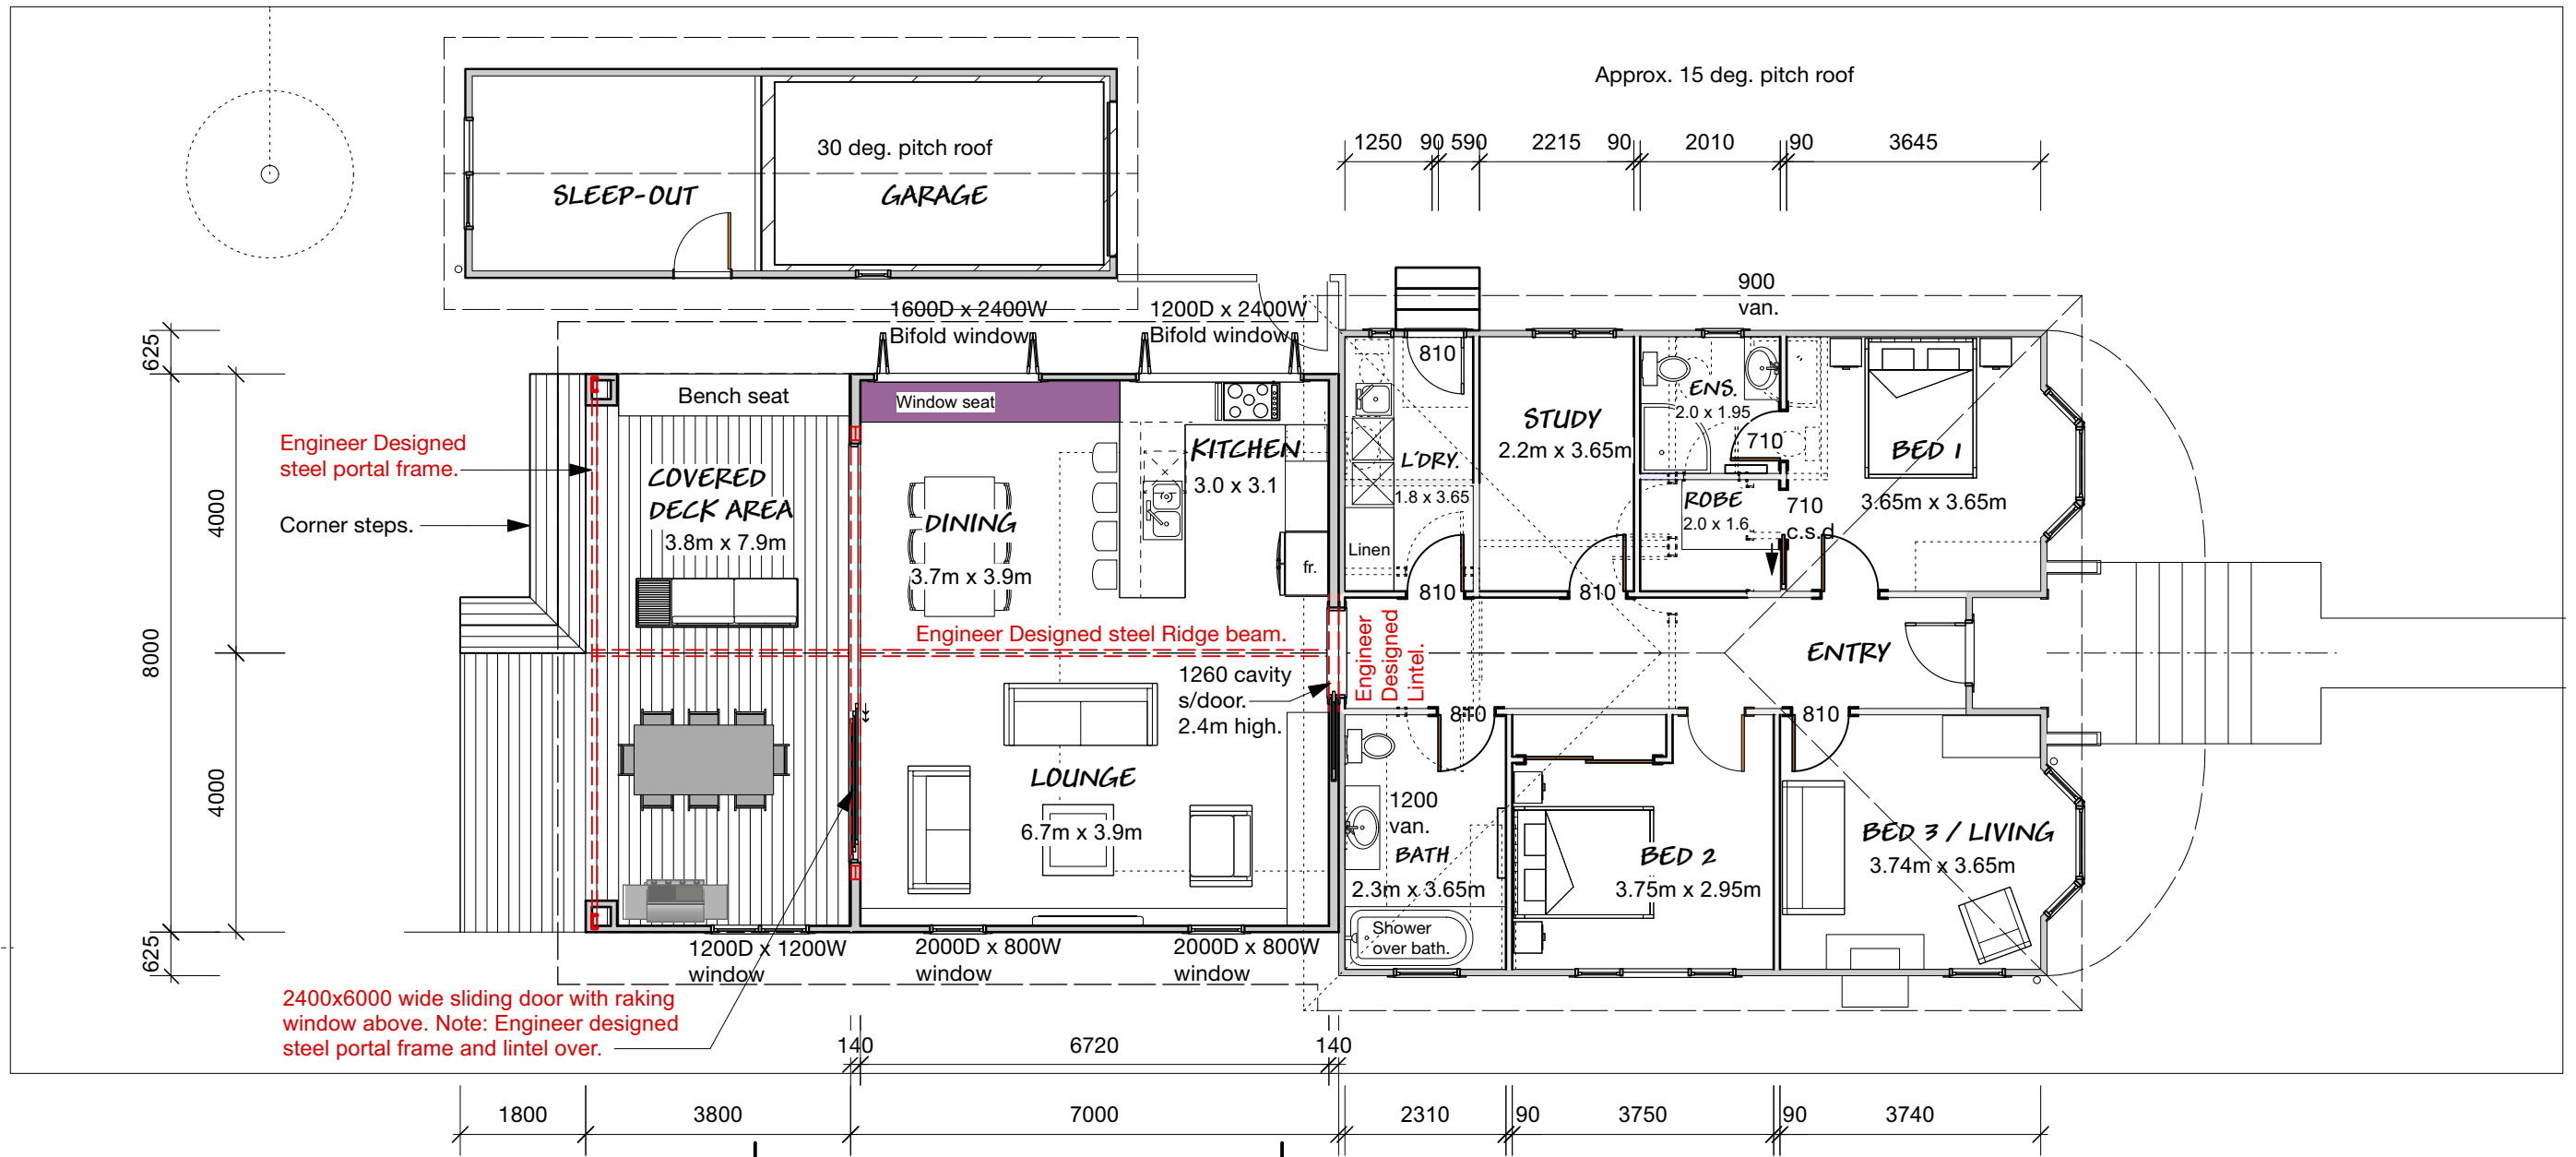 Approx. 15 deg. pitch roof
30 deg. pitch roof
SLEEP-OUT
GARAGE
1250
90
590
2215
90
2010
90
3645
900
van.
1600D x 2400W
Bifold window
1200D x 2400W
Bifold window
625
4000
8000
4000
625
Bench seat
Window seat
Engineer Designed
steel portal frame.
Corner steps.
COVERED
DECK AREA
3.8m x 7.9m
DINING
3.7m x 3.9m
KITCHEN
3.0 x 3.1
fr.
810
L'DRY.
1.8 x 3.65
Linen
810
STUDY
2.2m x 3.65m
810
ENS.
2.0 x 1.95
710
ROBE
2.0 x 1.6
710
c.s.d
BED 1
3.65m x 3.65m
Engineer Designed steel Ridge beam.
1260 cavity
s/door.
2.4m high.
Engineer
Designed
Lintel.
ENTRY
810
810
LOUNGE
6.7m x 3.9m
1200
van.
BATH
2.3m x 3.65m
Shower
over bath.
BED 2
3.75m x 2.95m
BED 3 / LIVING
3.74m x 3.65m
1200D x 1200W
window
2000D x 800W
window
2000D x 800W
window
2400x6000 wide sliding door with raking
window above. Note: Engineer designed
steel portal frame and lintel over.
140
6720
140
1800
3800
7000
2310
90
3750
90
3740